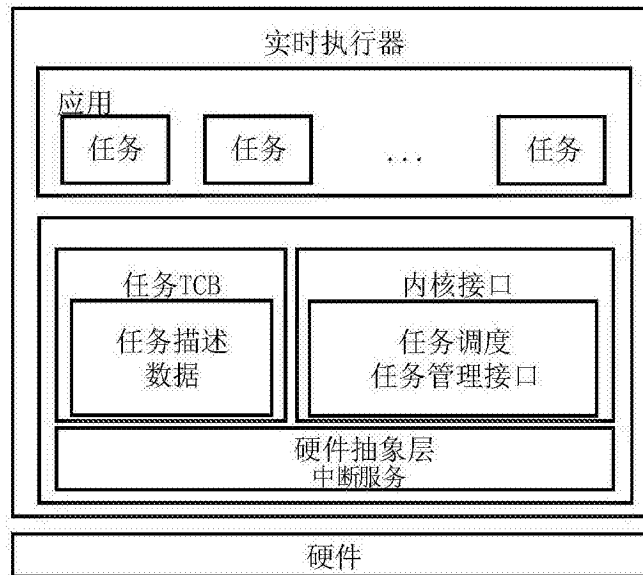 实时执行器
应用
任务 任务 ... 任务
任务TCB 内核接口
任务描述 任务调度
数据 任务管理接口
硬件抽象层
中断服务
硬件